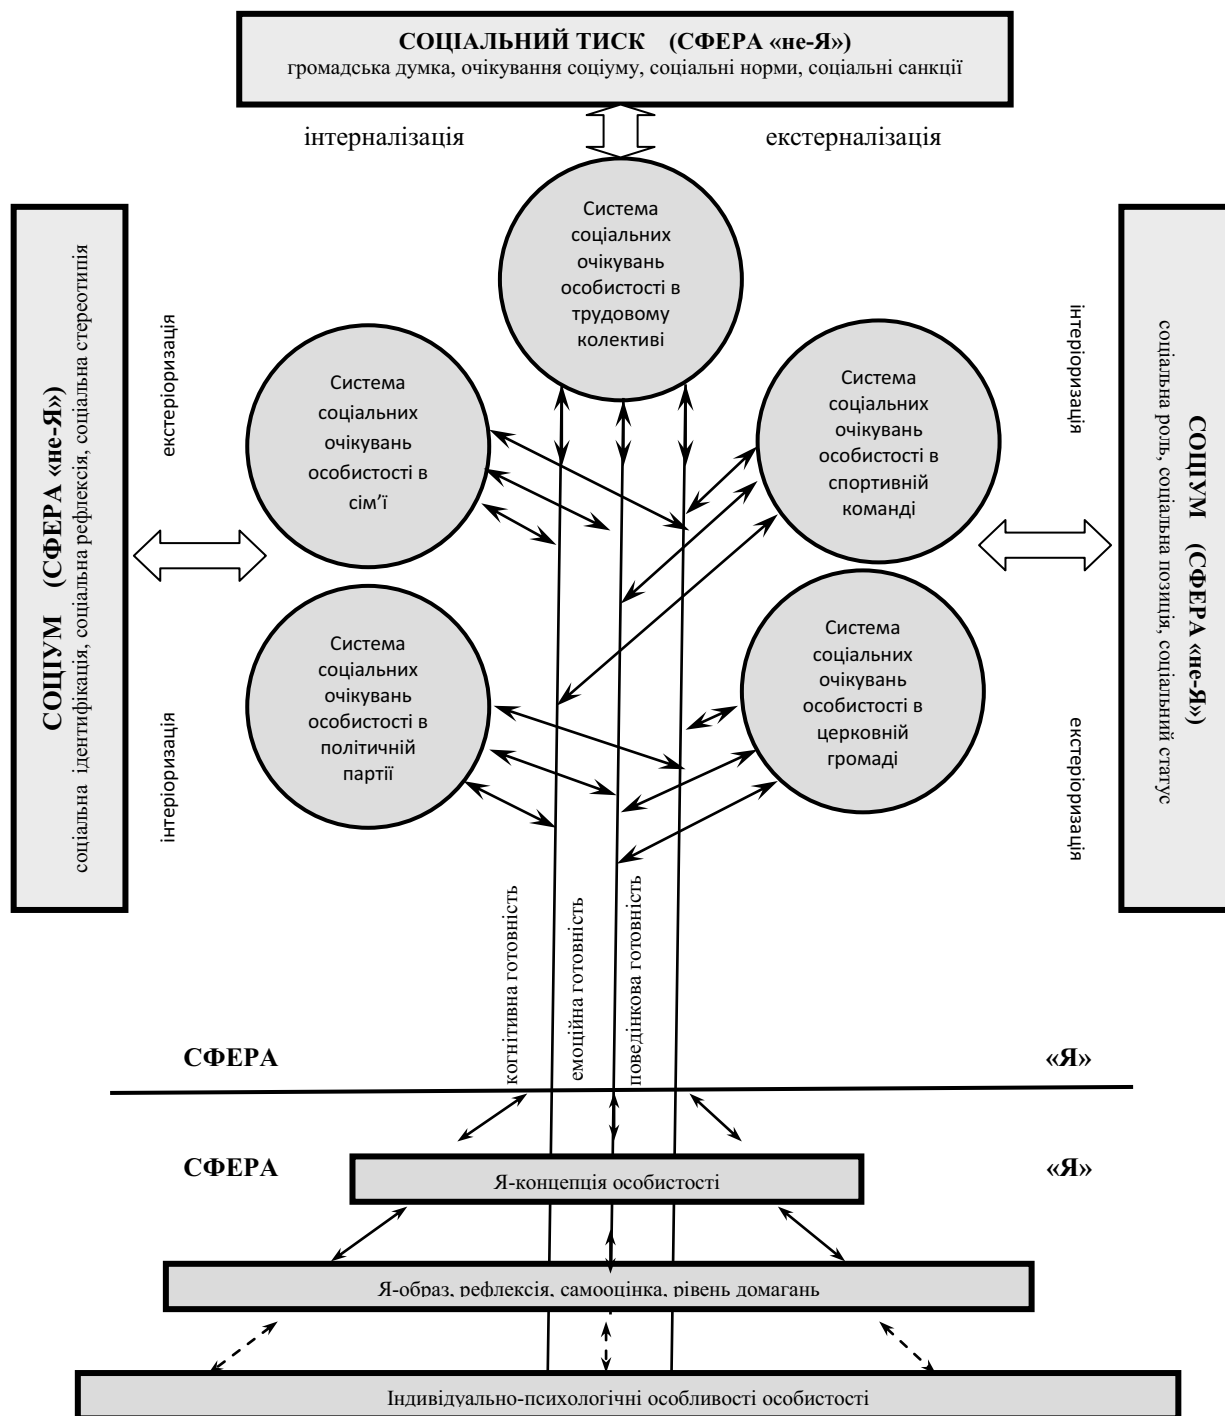 СОЦІАЛЬНИЙ ТИСК (СФЕРА «не-Я»)
громадська думка, очікування соціуму, соціальні норми, соціальні санкції
інтерналізація
екстерналізація
Система
соціальних
очікувань
особистості в
трудовому
колективі
СОЦІУМ (СФЕРА «не-Я»)
соціальна ідентифікація, соціальна рефлексія, соціальна стереотипія
екстеріоризація
інтеріоризація
Система
соціальних
очікувань
особистості в
сім’ї
Система
соціальних
очікувань
особистості в
спортивній
команді
інтеріоризація
екстеріоризація
СОЦІУМ (СФЕРА «не-Я»)
соціальна роль, соціальна позиція, соціальний статус
Система
соціальних
очікувань
особистості в
політичній
партії
Система
соціальних
очікувань
особистості в
церковній
громаді
когнітивна готовність
емоційна готовність
поведінкова готовність
СФЕРА «Я»
СФЕРА «Я»
Я-концепція особистості
Я-образ, рефлексія, самооцінка, рівень домагань
Індивідуально-психологічні особливості особистості